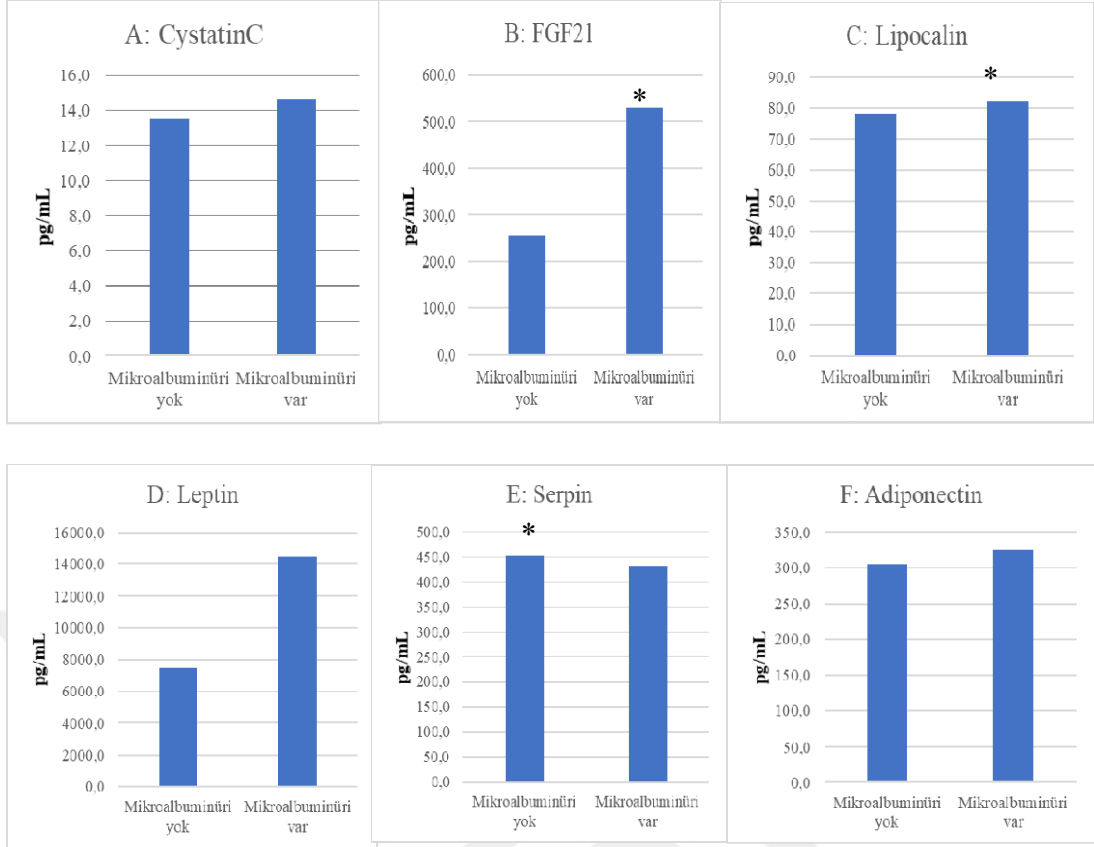 A: CystatinC
pg/mL
16,0
14,0
12,0
10,0
8,0
6,0
4,0
2,0
0,0
Mikroalbuminüri Mikroalbuminüri
yok var
B: FGF21
pg/mL
600,0
500,0
400,0
300,0
200,0
100,0
0,0
*
Mikroalbuminüri Mikroalbuminüri
yok var
C: Lipocalin
pg/mL
90,0
80,0
70,0
60,0
50,0
40,0
30,0
20,0
10,0
0,0
*
Mikroalbuminüri Mikroalbuminüri
yok var
D: Leptin
pg/mL
16000,0
14000,0
12000,0
10000,0
8000,0
6000,0
4000,0
2000,0
0,0
Mikroalbuminüri Mikroalbuminüri
yok var
E: Serpin
pg/mL
500,0
450,0
400,0
350,0
300,0
250,0
200,0
150,0
100,0
50,0
0,0
*
Mikroalbuminüri Mikroalbuminüri
yok var
F: Adiponectin
pg/mL
350,0
300,0
250,0
200,0
150,0
100,0
50,0
0,0
Mikroalbuminüri Mikroalbuminüri
yok var